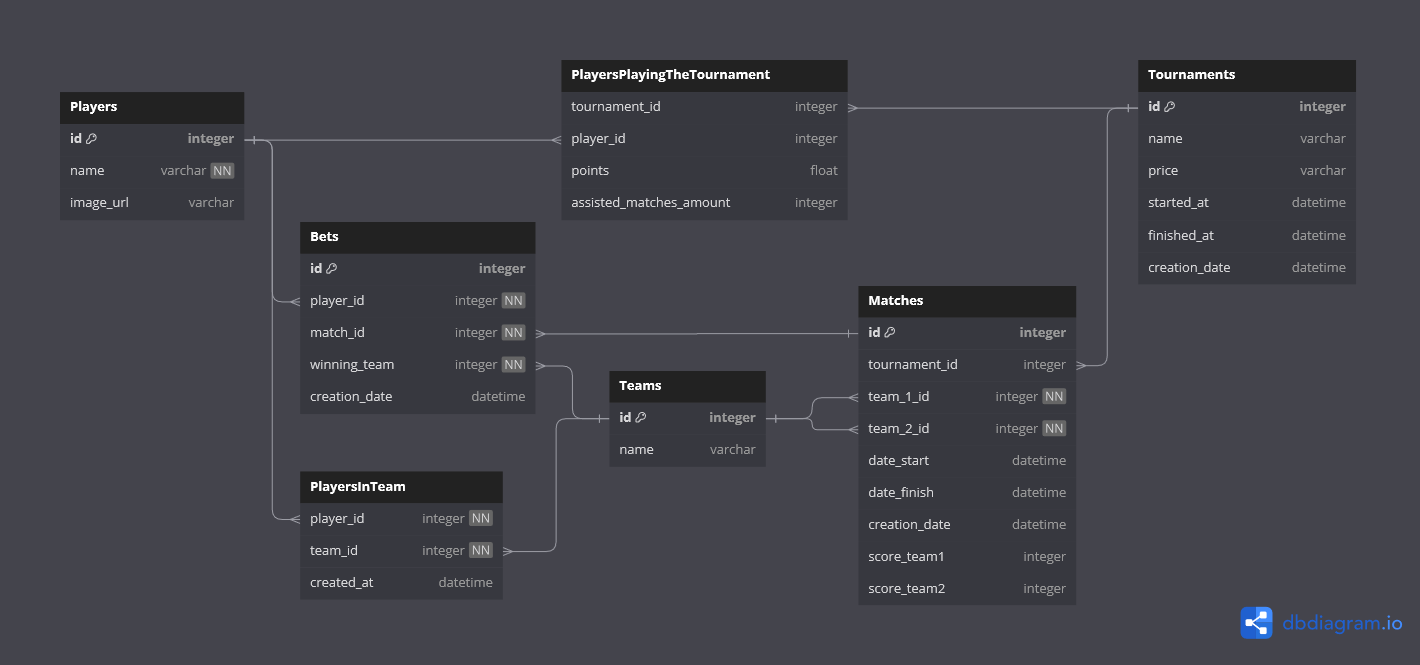 Players
id integer
name varchar NN
image_url varchar
PlayersPlayingTheTournament
tournament_id integer
player_id integer
points float
assisted_matches_amount integer
Tournaments
id integer
name varchar
price varchar
started_at datetime
finished_at datetime
creation_date datetime
Bets
id integer
player_id integer NN
match_id integer NN
winning_team integer NN
creation_date datetime
Matches
id integer
tournament_id integer
team_1_id integer NN
team_2_id integer NN
date_start datetime
date_finish datetime
creation_date datetime
score_team1 integer
score_team2 integer
Teams
id integer
name varchar
PlayersInTeam
player_id integer NN
team_id integer NN
created_at datetime
dbdiagram.io